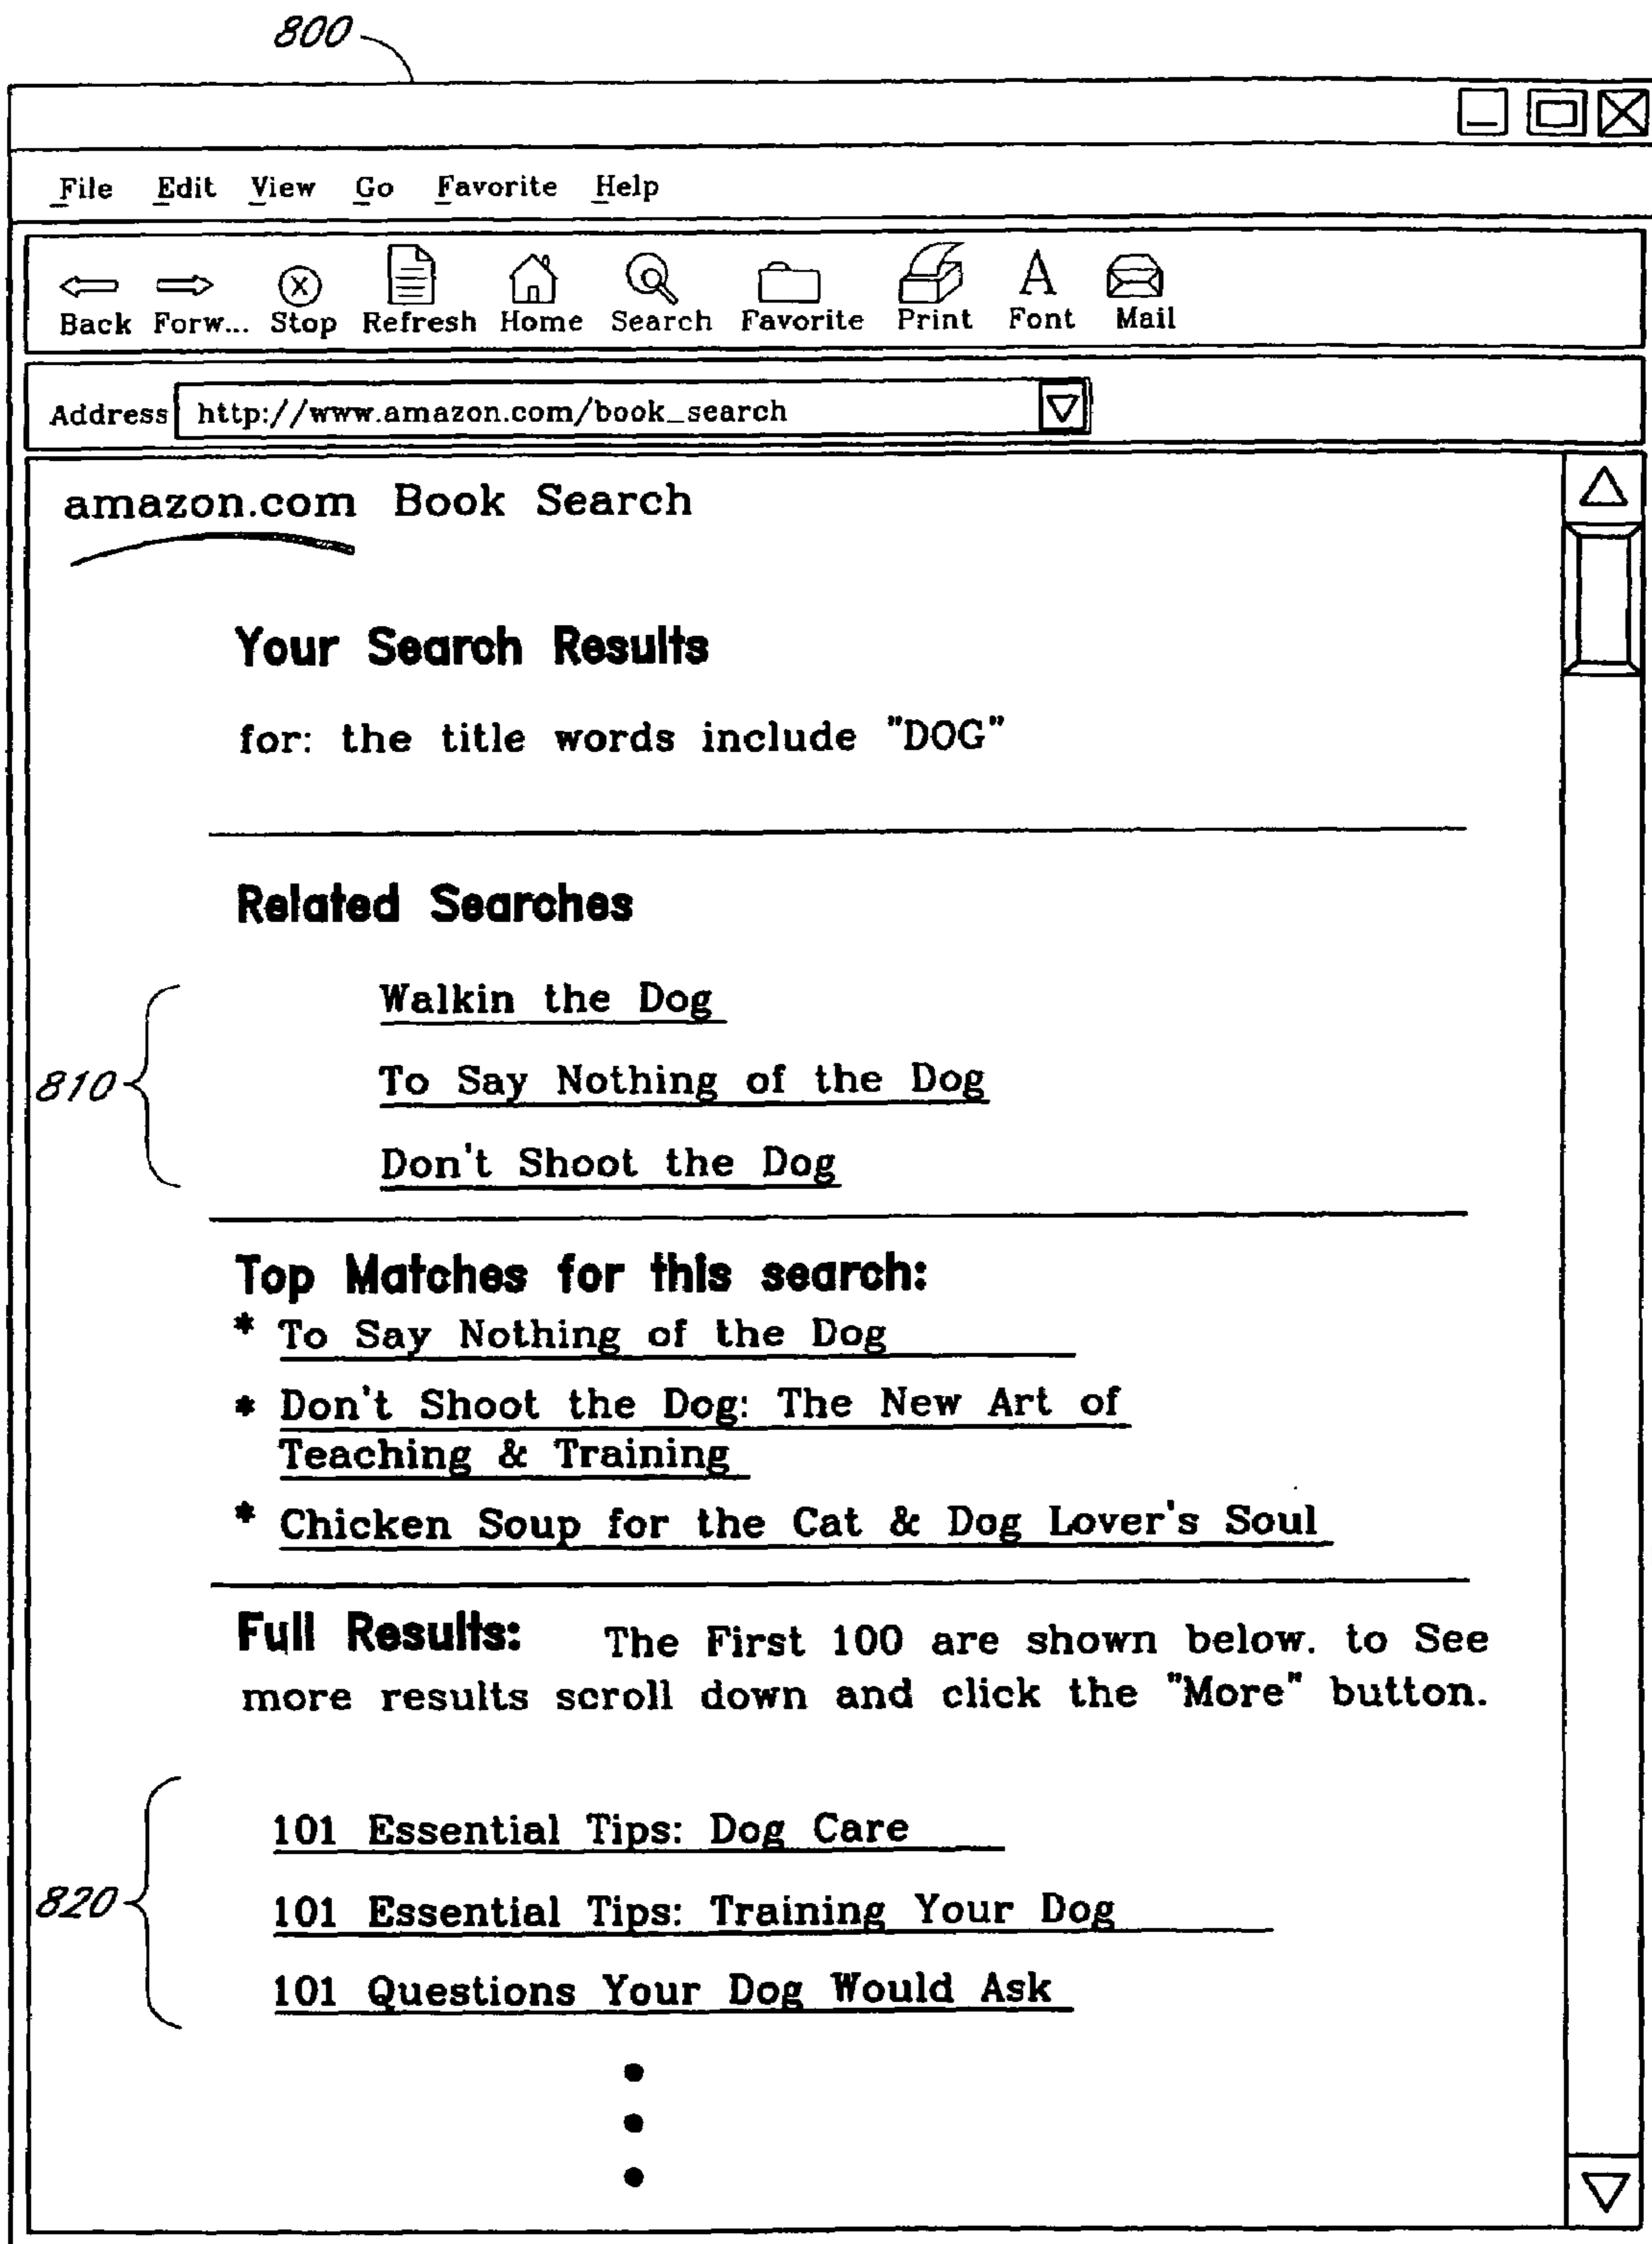 800
File Edit View Go Favorite Help
Back Forw... Stop Refresh Home Search Favorite Print Font Mail
Address http://www.amazon.com/book_search
amazon.com Book Search
Your Search Results
for: the title words include "DOG"
Related Searches
Walkin the Dog
810
To Say Nothing of the Dog
Don't Shoot the Dog
Top Matches for this search:
* To Say Nothing of the Dog
* Don't Shoot the Dog: The New Art of
Teaching & Training
* Chicken Soup for the Cat & Dog Lover's Soul
Full Results: The First 100 are shown below. to See
more results scroll down and click the "More" button.
101 Essential Tips: Dog Care
820
101 Essential Tips: Training Your Dog
101 Questions Your Dog Would Ask